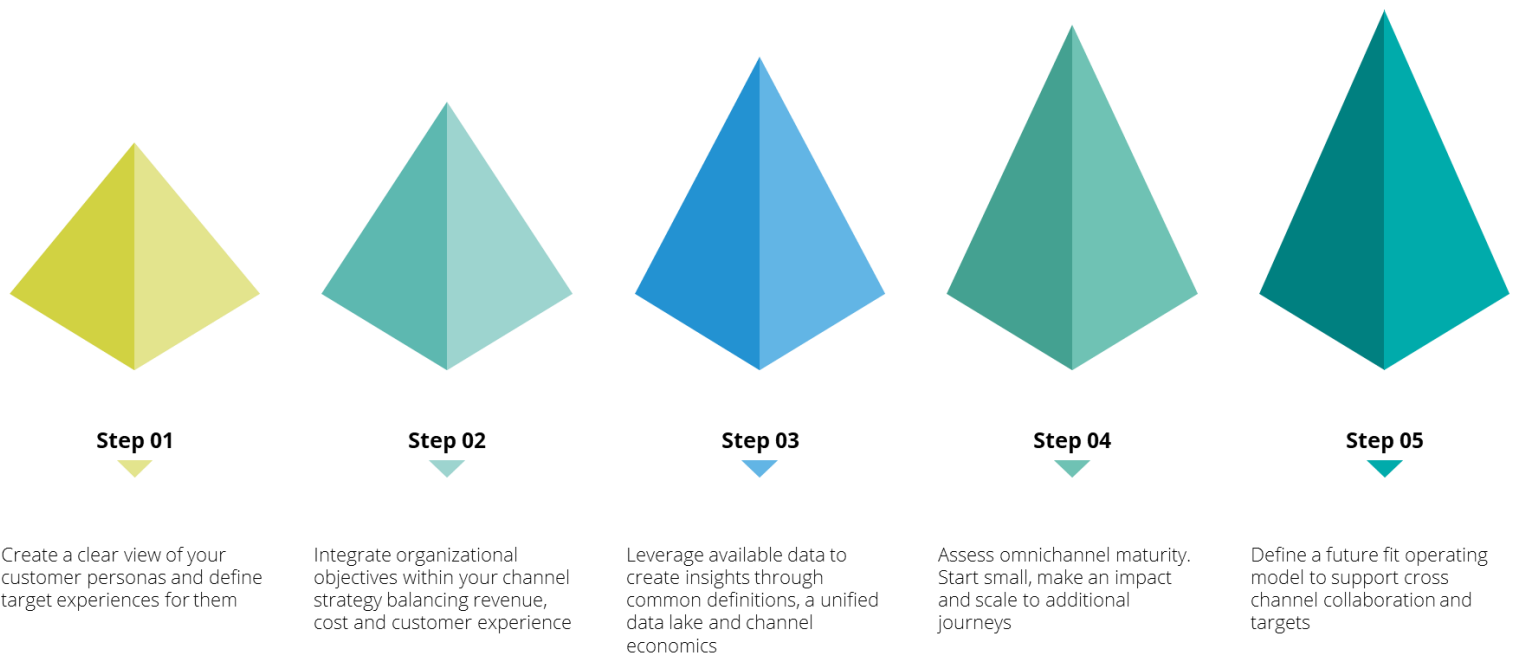 Step 01
Create a clear view of your
customer personas and define
target experiences for them
Step 02
Integrate organizational
objectives within your channel
strategy balancing revenue,
cost and customer experience
Step 03
Leverage available data to
create insights through
common definitions, a unified
data lake and channel
economics
Step 04
Assess omnichannel maturity.
Start small, make an impact
and scale to additional
journeys
Step 05
Define a future fit operating
model to support cross
channel collaboration and
targets